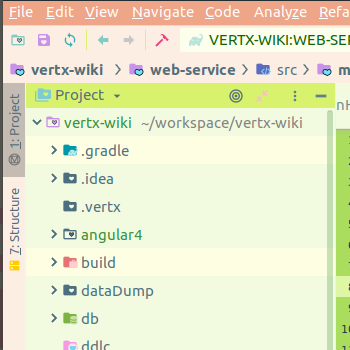 File Edit View Navigate Code Analyze Refa
VERTX-WIKI:WEB-SE
vertx-wiki > web-service > src > m
1: Project
7: Structure
Project
vertx-wiki ~/workspace/vertx-wiki
.gradle
.idea
.vertx
angular4
build
dataDump
db
ddlc